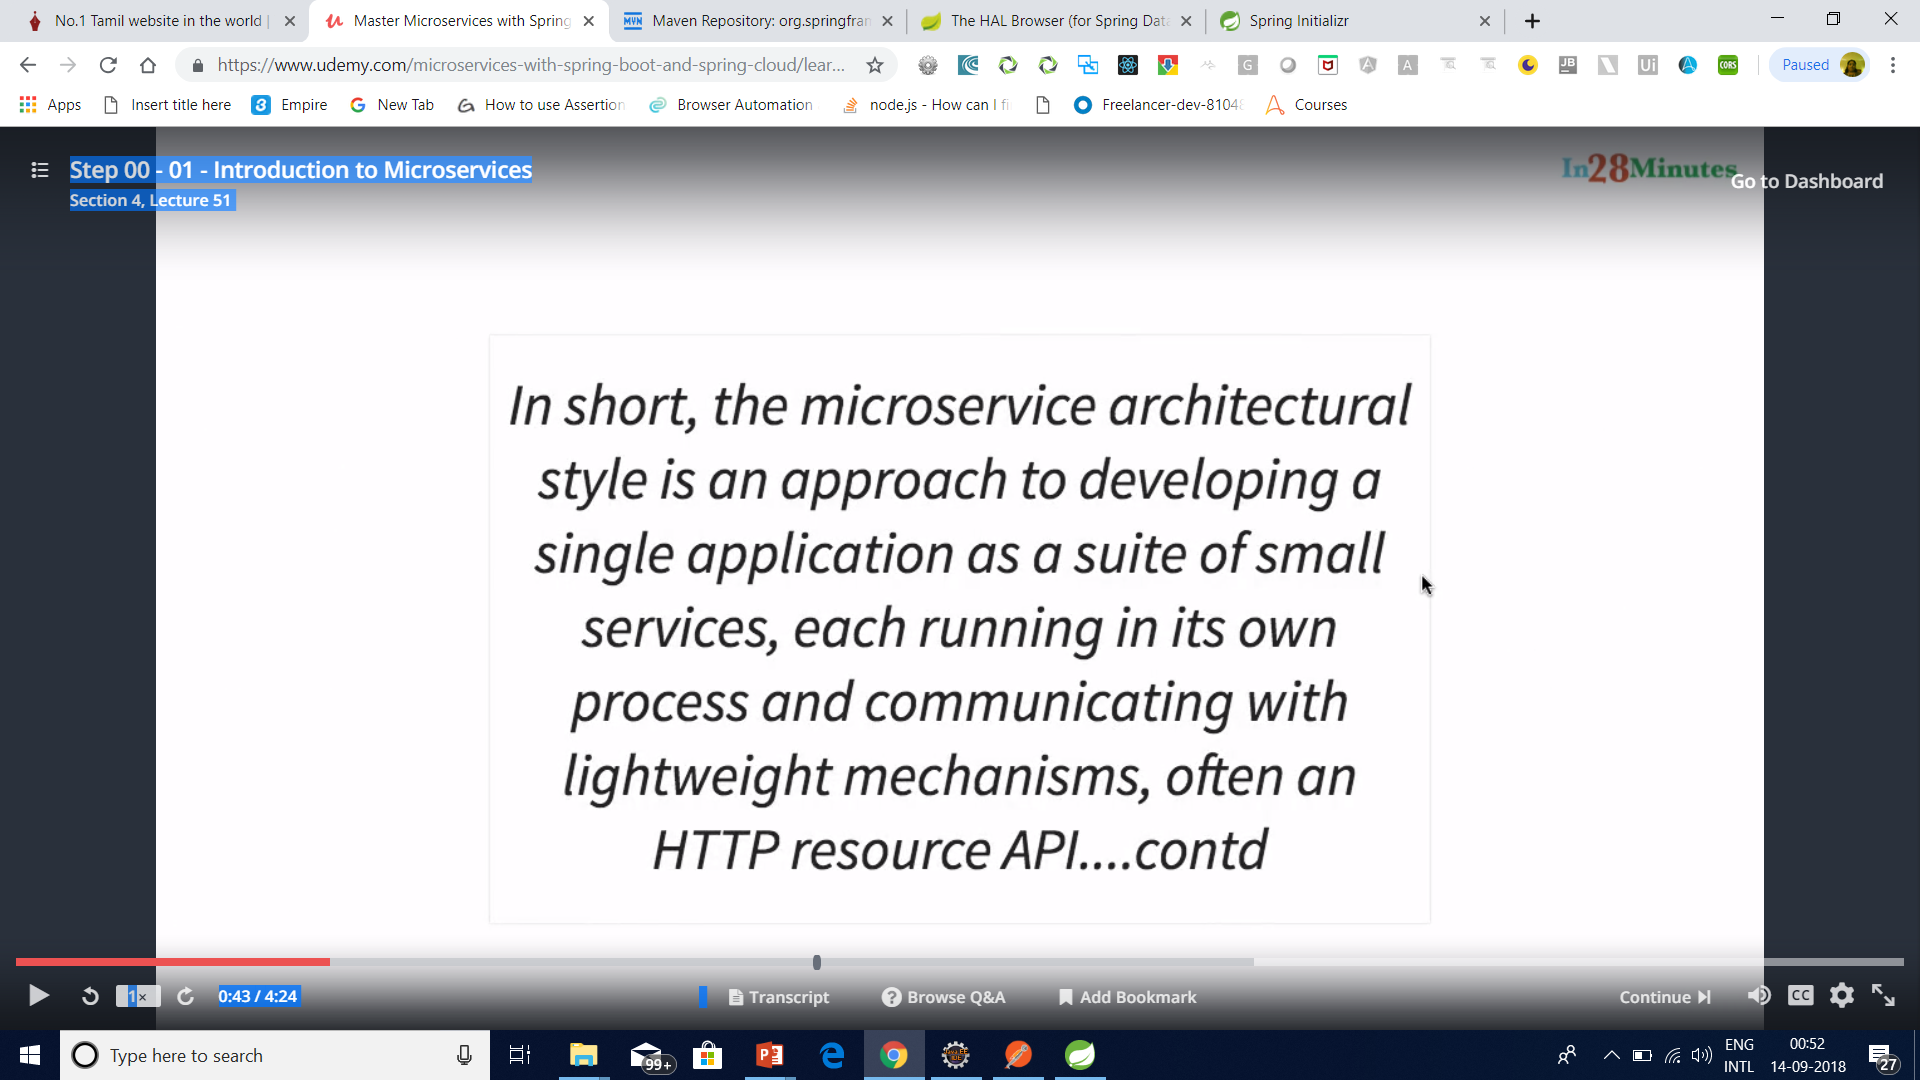 No.1 Tamil website in the world |
Master Microservices with Spring
Maven Repository: org.springfran
The HAL Browser (for Spring Data
Spring Initializr
https://www.udemy.com/microservices-with-spring-boot-and-spring-cloud/lear...
Paused
Apps
Insert title here
Empire
New Tab
How to use Assertion
Browser Automation
node.js - How can I fi
Freelancer-dev-81048
Courses
Step 00 - 01 - Introduction to Microservices
Section 4, Lecture 51
In28Minutes
Go to Dashboard
In short, the microservice architectural
style is an approach to developing a
single application as a suite of small
services, each running in its own
process and communicating with
lightweight mechanisms, often an
HTTP resource API....contd
1×
0:43 / 4:24
Transcript
Browse Q&A
Add Bookmark
Continue
CC
Type here to search
99+
ENG
INTL
00:52
14-09-2018
27